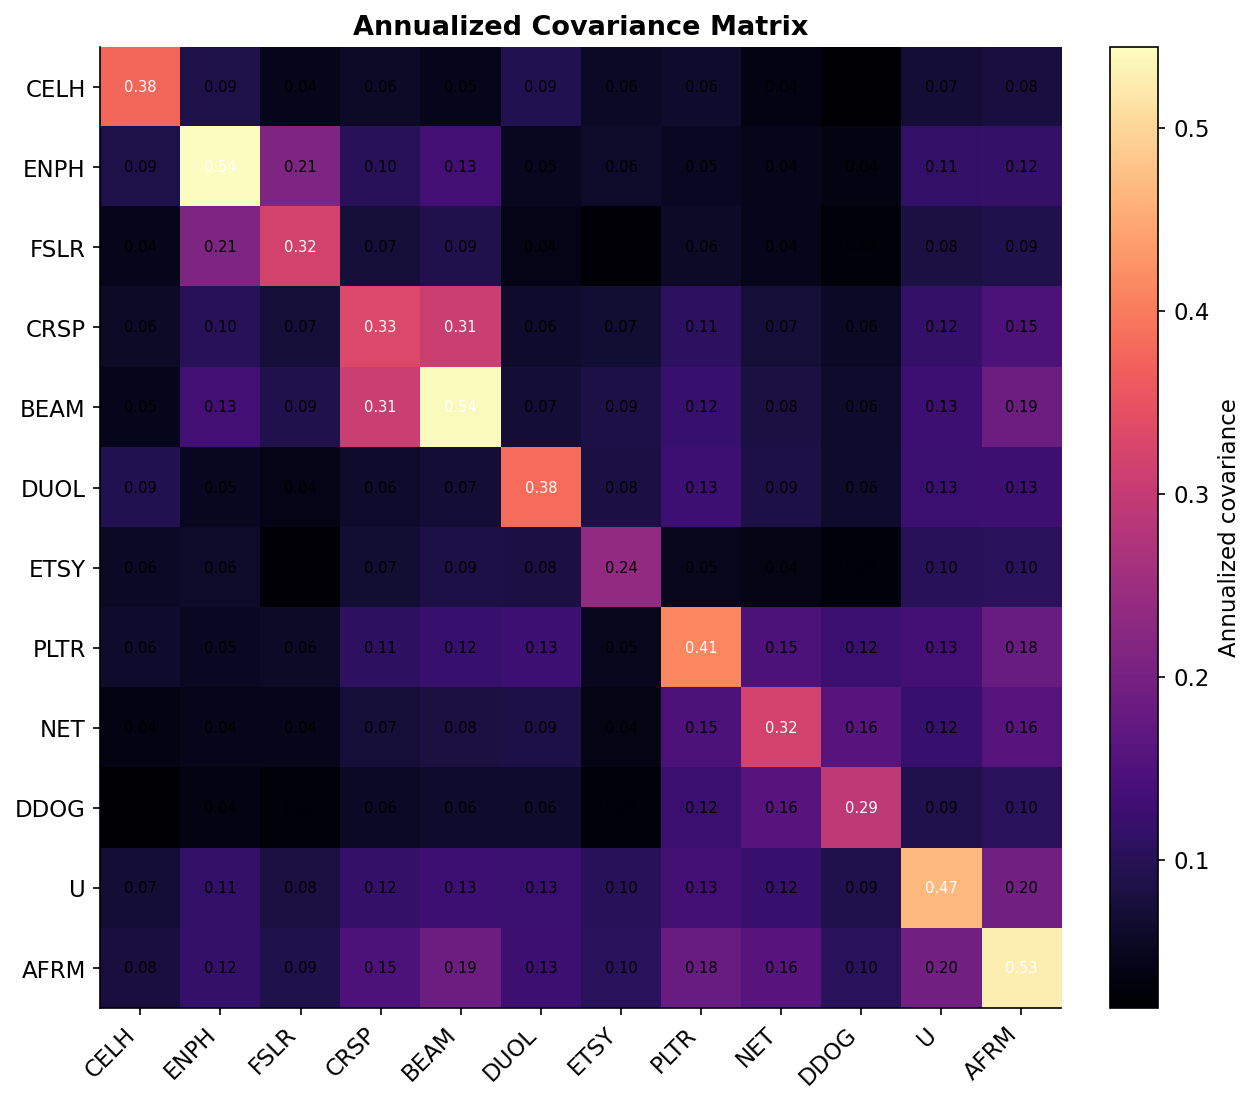 Annualized Covariance Matrix
CELH 0.38 0.09 0.04 0.06 0.05 0.09 0.06 0.06 0.04 0.07 0.08
ENPH 0.09 0.54 0.21 0.10 0.13 0.05 0.06 0.05 0.04 0.04 0.11 0.12
FSLR 0.04 0.21 0.32 0.07 0.09 0.04 0.06 0.04 0.08 0.09
CRSP 0.06 0.10 0.07 0.33 0.31 0.06 0.07 0.11 0.07 0.06 0.12 0.15
BEAM 0.05 0.13 0.09 0.31 0.54 0.07 0.09 0.12 0.08 0.06 0.13 0.19
DUOL 0.09 0.05 0.04 0.06 0.07 0.38 0.08 0.13 0.09 0.06 0.13 0.13
ETSY 0.06 0.06 0.07 0.09 0.08 0.24 0.05 0.04 0.10 0.10
PLTR 0.06 0.05 0.06 0.11 0.12 0.13 0.05 0.41 0.15 0.12 0.13 0.18
NET 0.04 0.04 0.04 0.07 0.08 0.09 0.04 0.15 0.32 0.16 0.12 0.16
DDOG 0.04 0.06 0.06 0.06 0.12 0.16 0.29 0.09 0.10
U 0.07 0.11 0.08 0.12 0.13 0.13 0.10 0.13 0.12 0.09 0.47 0.20
AFRM 0.08 0.12 0.09 0.15 0.19 0.13 0.10 0.18 0.16 0.10 0.20 0.53
CELH ENPH FSLR CRSP BEAM DUOL ETSY PLTR NET DDOG U AFRM
0.5
0.4
0.3
0.2
0.1
Annualized covariance